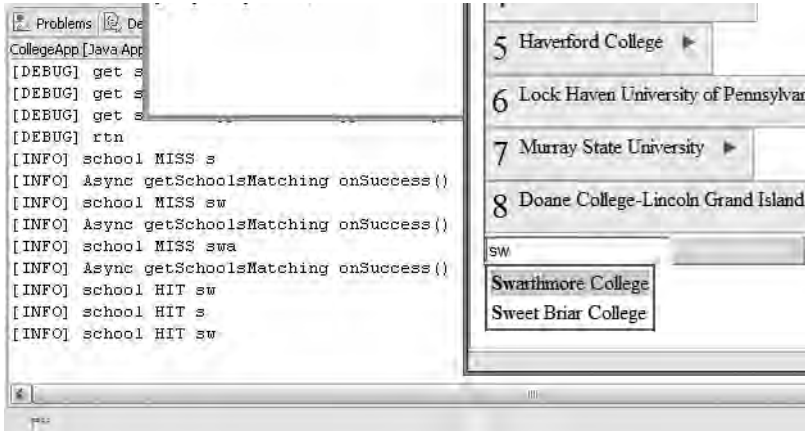 Problems
CollegeApp [Java App
[DEBUG] get s
[DEBUG] get s
[DEBUG] get s
[DEBUG] rtn
[INFO] school MISS s
[INFO] Async getSchoolsMatching onSuccess()
[INFO] school MISS sw
[INFO] Async getSchoolsMatching onSuccess()
[INFO] school MISS swa
[INFO] Async getSchoolsMatching onSuccess()
[INFO] school HIT sw
[INFO] school HIT s
[INFO] school HIT sw
5 Haverford College
6 Lock Haven University of Pennsylvan
7 Murray State University
8 Doane College-Lincoln Grand Island
sw
Swarthmore College
Sweet Briar College